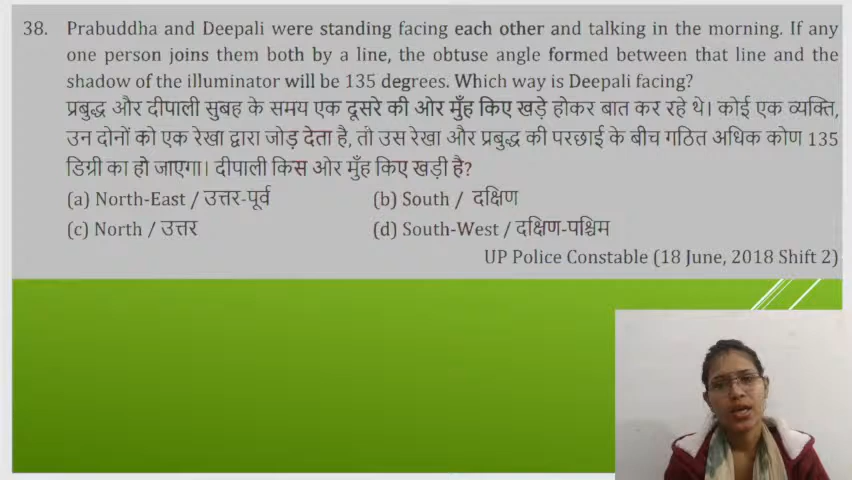 38. Prabuddha and Deepali were standing facing each other and talking in the morning. If any
one person joins them both by a line, the obtuse angle formed between that line and the
shadow of the illuminator will be 135 degrees. Which way is Deepali facing?
प्रबुद्ध और दीपाली सुबह के समय एक दूसरे की ओर मुँह किए खड़े होकर बात कर रहे थे। कोई एक व्यक्ति,
उन दोनों को एक रेखा द्वारा जोड़ देता है, तो उस रेखा और प्रबुद्ध की परछाई के बीच गठित अधिक कोण 135
डिग्री का हो जाएगा। दीपाली किस ओर मुँह किए खड़ी है?
(a) North-East / उत्तर-पूर्व (b) South / दक्षिण
(c) North / उत्तर (d) South-West / दक्षिण-पश्चिम
UP Police Constable (18 June, 2018 Shift 2)